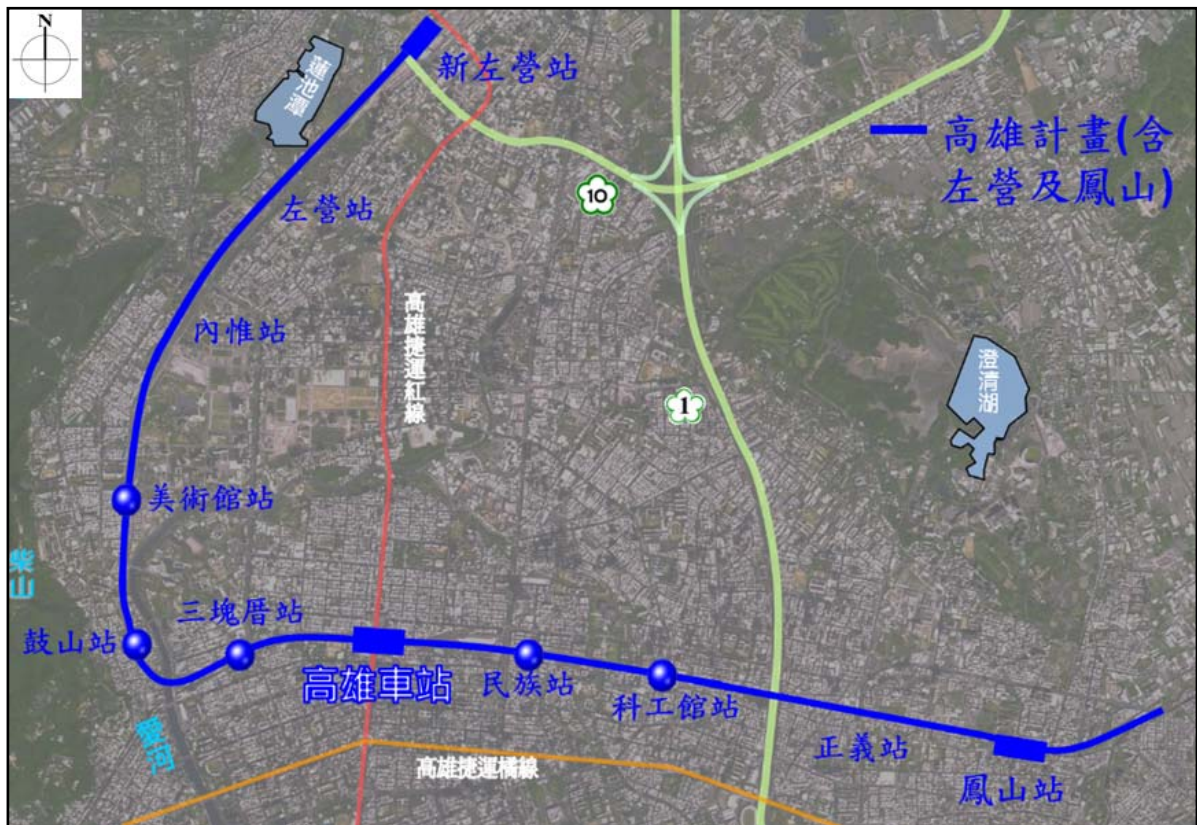 N
蓮池潭
新左營站
高雄計畫(含
左營及鳳山)
10
左營站
內惟站
高雄捷運紅線
澄清湖
1
美術館站
柴山
三塊厝站
鼓山站
高雄車站
民族站
科工館站
愛河
正義站
高雄捷運橘線
鳳山站